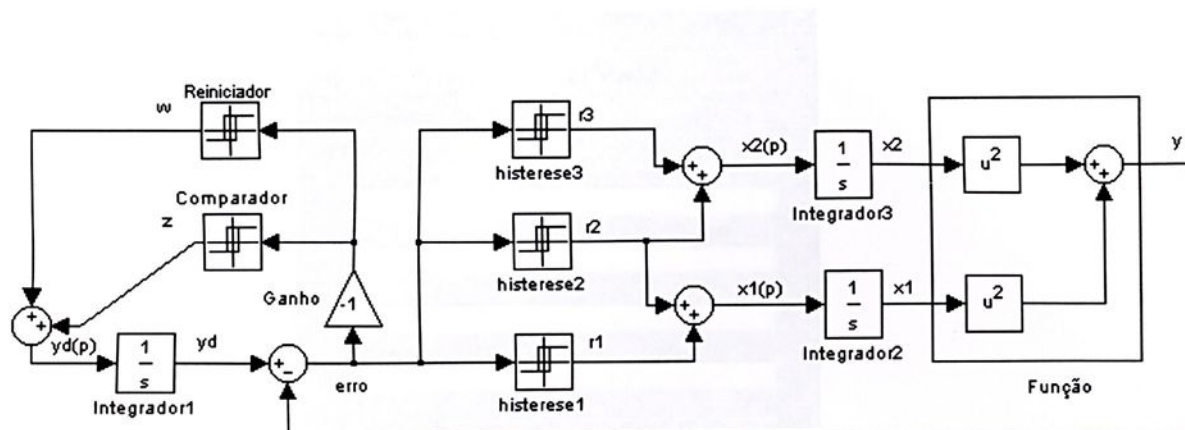 Reiniciador
w
r3
x2(p)
1
s
x2
u²
+
+
y
histerese3
Integrador3
Comparador
z
r2
histerese2
x1(p)
1
s
x1
u²
+
+
Integrador2
Ganho
-1
+
+
yd(p)
1
s
yd
+
-
erro
r1
+
+
Integrador1
histerese1
Função